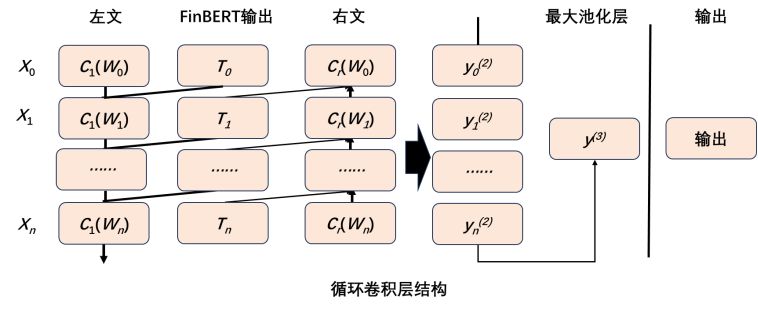 左文 FinBERT输出 右文 最大池化层 输出
X0 C1(W0) T0 Cr(W0) y0(2)
X1 C1(W1) T1 Cr(W1) y1(2) y(3) 输出
…… …… …… ……
Xn C1(Wn) Tn Cr(Wn) yn(2)
循环卷积层结构